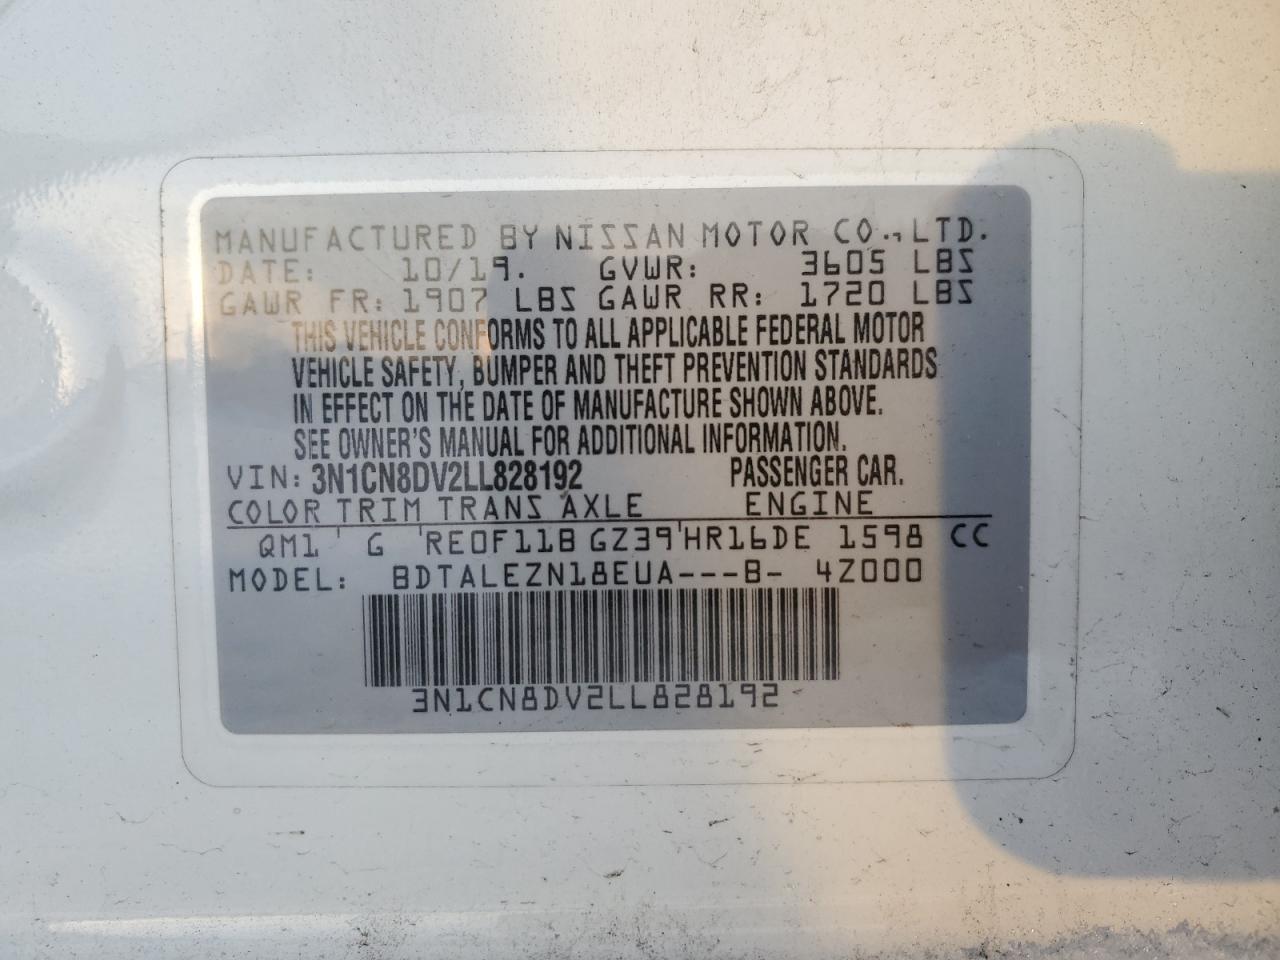 MANUFACTURED BY NISSAN MOTOR CO., LTD.
DATE: 10/19. GVWR: 3605 LBS
GAWR FR: 1907 LBS GAWR RR: 1720 LBS
THIS VEHICLE CONFORMS TO ALL APPLICABLE FEDERAL MOTOR
VEHICLE SAFETY, BUMPER AND THEFT PREVENTION STANDARDS
IN EFFECT ON THE DATE OF MANUFACTURE SHOWN ABOVE.
SEE OWNER'S MANUAL FOR ADDITIONAL INFORMATION.
VIN: 3N1CN8DV2LL828192 PASSENGER CAR.
COLOR TRIM TRANS AXLE ENGINE
QM1 ' G ' RE0F11B GZ39 ' HR16DE 1598 CC
MODEL: BDTALEZN18EUA---B- 4Z000
3N1CN8DV2LL828192